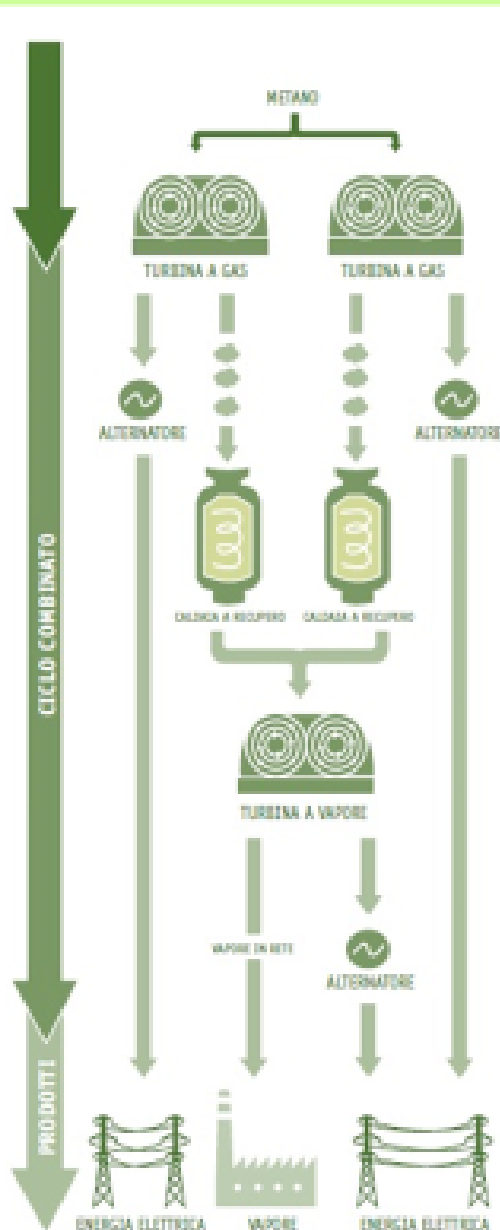 METANO
TURBINA A GAS
TURBINA A GAS
ALTERNATORE
ALTERNATORE
CALDAIA A RECUPERO
CALDAIA A RECUPERO
CICLO COMBINATO
TURBINA A VAPORE
VAPORE IN RETE
ALTERNATORE
PRODOTTI
ENERGIA ELETTRICA
VAPORE
ENERGIA ELETTRICA